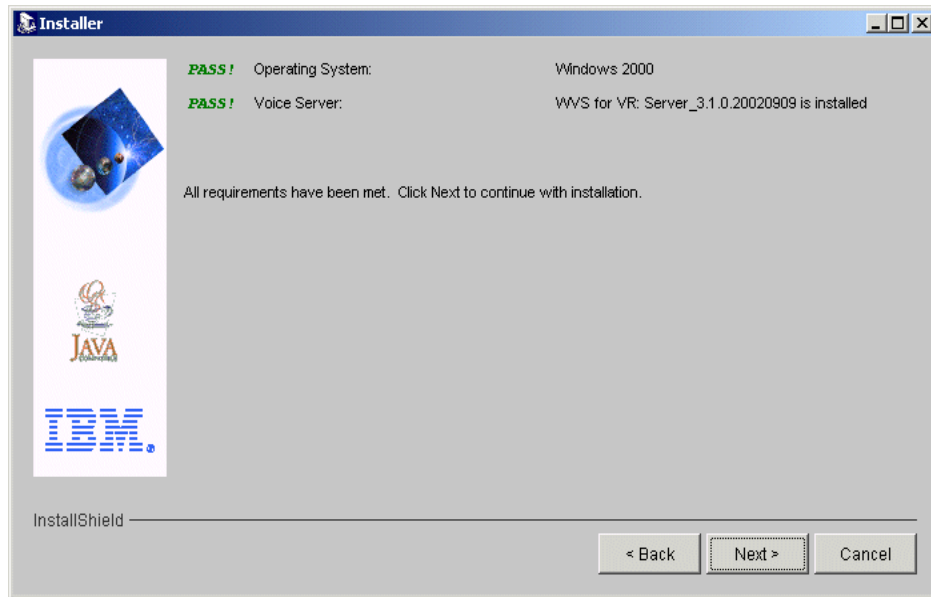 Installer
PASS! Operating System: Windows 2000
PASS! Voice Server: WVS for VR: Server_3.1.0.20020909 is installed
All requirements have been met. Click Next to continue with installation.
JAVA
COMPATIBLE
IBM.
InstallShield
< Back Next > Cancel